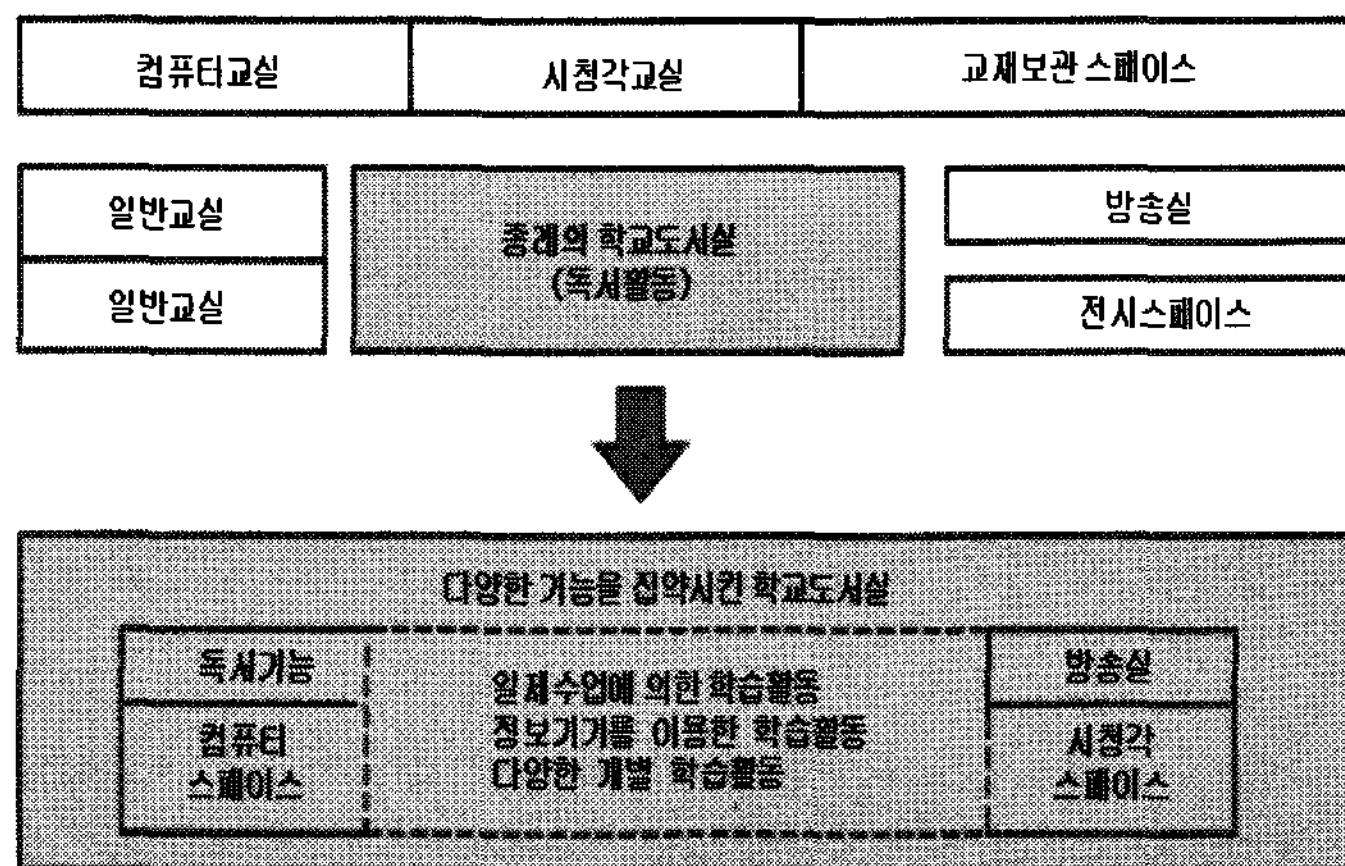 컴퓨터교실 시청각교실 교재보관 스페이스
일반교실
종래의 학교도서실
(독서활동)
방송실
일반교실
전시스페이스
다양한 기능을 집약시킨 학교도서실
독서기능
컴퓨터
스페이스
일제수업에 의한 학습활동
정보기기를 이용한 학습활동
다양한 개별 학습활동
방송실
시청각
스페이스